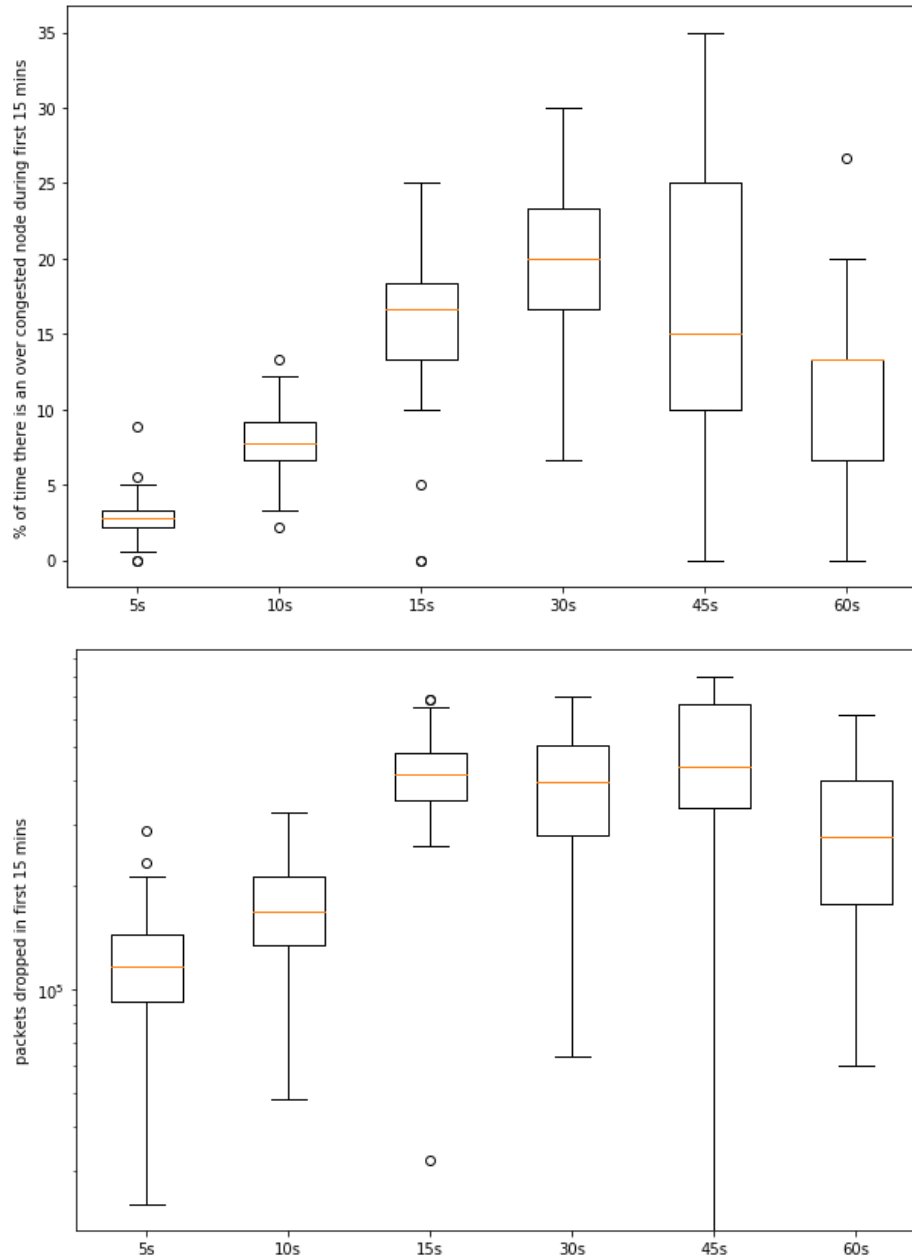 % of time there is an over congested node during first 15 mins
35
30
25
20
15
10
5
0
5s 10s 15s 30s 45s 60s
packets dropped in first 15 mins
10⁵
5s 10s 15s 30s 45s 60s